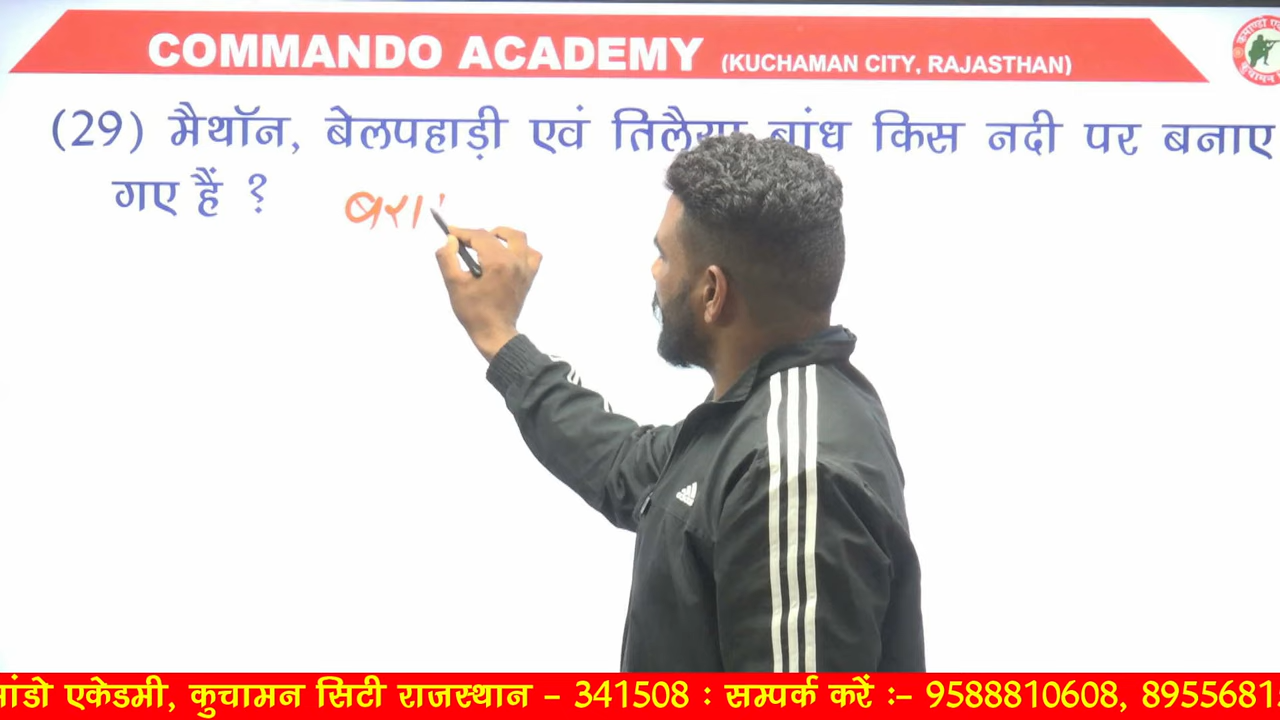 COMMANDO ACADEMY (KUCHAMAN CITY, RAJASTHAN)
(29) मैथॉन, बेलपहाड़ी एवं तिलैया बांध किस नदी पर बनाए
गए हैं ? बरा
एकेडमी, कुचामन सिटी राजस्थान - 341508 : सम्पर्क करें :- 9588810608,